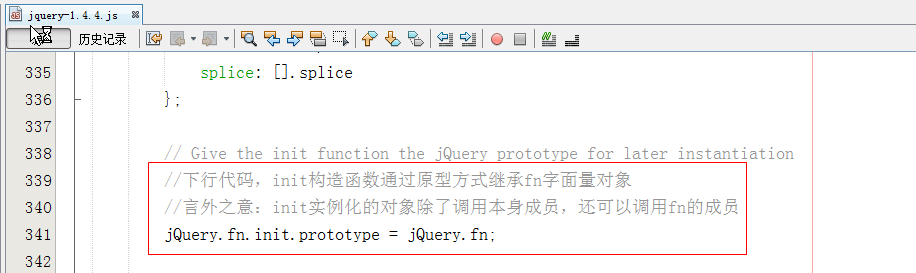 jquery-1.4.4.js
历史记录
335 splice: [].splice
336 };
337
338 // Give the init function the jQuery prototype for later instantiation
339 //下行代码，init构造函数通过原型方式继承fn字面量对象
340 //言外之意：init实例化的对象除了调用本身成员，还可以调用fn的成员
341 jQuery.fn.init.prototype = jQuery.fn;
342